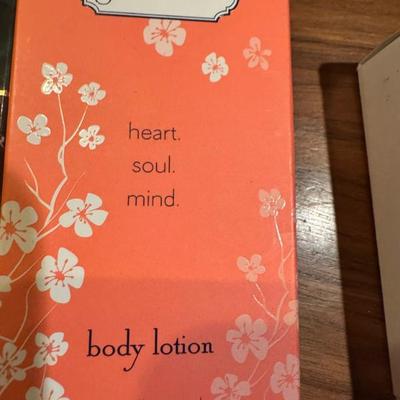 heart.
soul.
mind.
body lotion